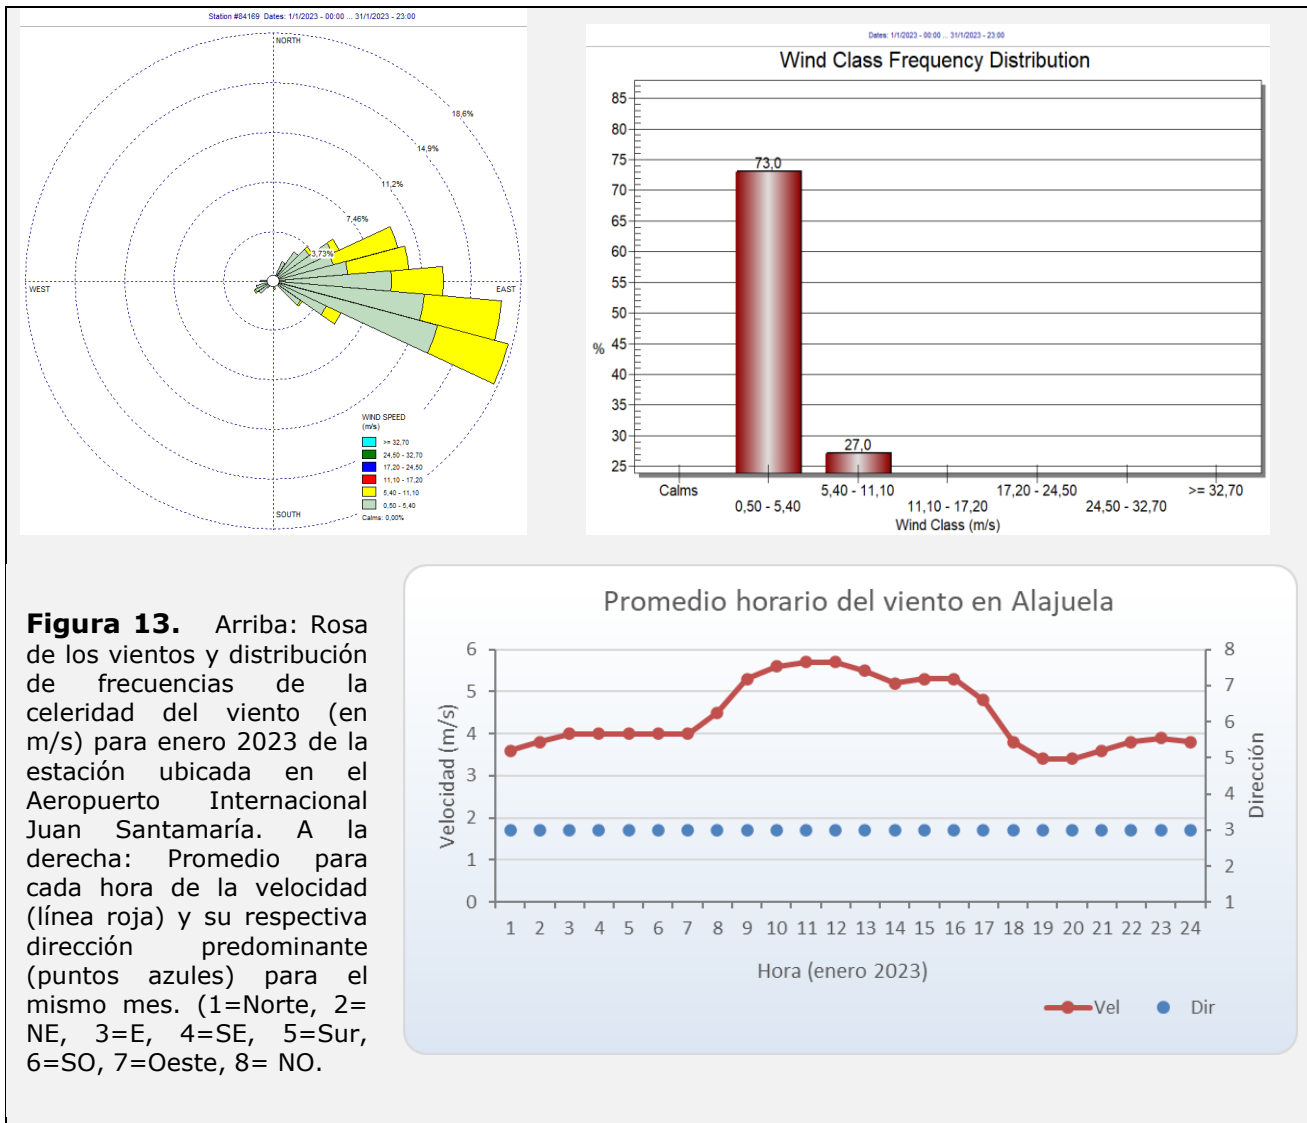 Station #84169 Dates: 1/1/2023 - 00:00 ... 31/1/2023 - 23:00
NORTH
18,6%
14,9%
11,2%
7,46%
3,73%
WEST
EAST
WIND SPEED
(m/s)
>= 32,70
24,50 - 32,70
17,20 - 24,50
11,10 - 17,20
5,40 - 11,10
0,50 - 5,40
Calms: 0,00%
SOUTH
Dates: 1/1/2023 - 00:00 ... 31/1/2023 - 23:00
Wind Class Frequency Distribution
85
80
75
70
65
60
55
50
45
40
35
30
25
%
73,0
27,0
Calms
0,50 - 5,40
5,40 - 11,10
11,10 - 17,20
17,20 - 24,50
24,50 - 32,70
>= 32,70
Wind Class (m/s)
Figura 13. Arriba: Rosa
de los vientos y distribución
de frecuencias de la
celeridad del viento (en
m/s) para enero 2023 de la
estación ubicada en el
Aeropuerto Internacional
Juan Santamaría. A la
derecha: Promedio para
cada hora de la velocidad
(línea roja) y su respectiva
dirección predominante
(puntos azules) para el
mismo mes. (1=Norte, 2=
NE, 3=E, 4=SE, 5=Sur,
6=SO, 7=Oeste, 8= NO.
Promedio horario del viento en Alajuela
6
5
4
3
2
1
0
Velocidad (m/s)
8
7
6
5
4
3
2
1
Dirección
1 2 3 4 5 6 7 8 9 10 11 12 13 14 15 16 17 18 19 20 21 22 23 24
Hora (enero 2023)
Vel Dir